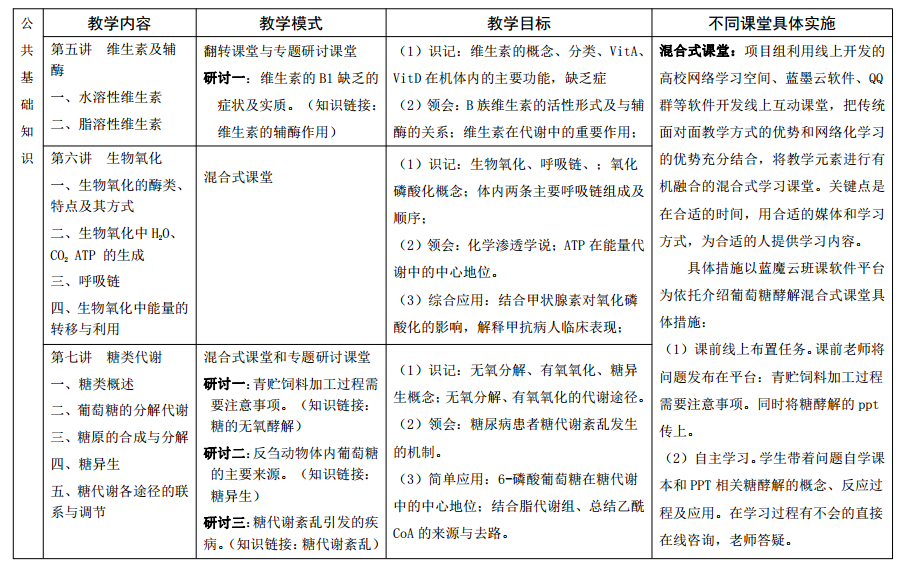 公
共
基
础
知
识
教学内容
教学模式
教学目标
不同课堂具体实施
第五讲 维生素及辅
酶
一、水溶性维生素
二、脂溶性维生素
翻转课堂与专题研讨课堂
研讨一：维生素的 B1 缺乏的
症状及实质。（知识链接：
维生素的辅酶作用）
（1）识记：维生素的概念、分类、VitA、
VitD 在机体内的主要功能，缺乏症
（2）领会：B 族维生素的活性形式及与辅
酶的关系；维生素在代谢中的重要作用；
第六讲 生物氧化
一、生物氧化的酶类、
特点及其方式
二、生物氧化中 H₂O、
CO₂ ATP 的生成
三、呼吸链
四、生物氧化中能量的
转移与利用
混合式课堂
（1）识记：生物氧化、呼吸链、；氧化
磷酸化概念；体内两条主要呼吸链组成及
顺序；
（2）领会：化学渗透学说；ATP 在能量代
谢中的中心地位。
（3）综合应用：结合甲状腺素对氧化磷
酸化的影响，解释甲抗病人临床表现；
第七讲 糖类代谢
一、糖类概述
二、葡萄糖的分解代谢
三、糖原的合成与分解
四、糖异生
五、糖代谢各途径的联
系与调节
混合式课堂和专题研讨课堂
研讨一：青贮饲料加工过程需
要注意事项。（知识链接：
糖的无氧酵解）
研讨二：反刍动物体内葡萄糖
的主要来源。（知识链接：
糖异生）
研讨三：糖代谢紊乱引发的疾
病。（知识链接：糖代谢紊乱）
（1）识记：无氧分解、有氧氧化、糖异
生概念；无氧分解、有氧氧化的代谢途径。
（2）领会：糖尿病患者糖代谢紊乱发生
的机制。
（3）简单应用：6-磷酸葡萄糖在糖代谢
中的中心地位；结合脂代谢组、总结乙酰
CoA 的来源与去路。
混合式课堂：项目组利用线上开发的
高校网络学习空间、蓝墨云软件、QQ
群等软件开发线上互动课堂，把传统
面对面教学方式的优势和网络化学习
的优势充分结合，将教学元素进行有
机融合的混合式学习课堂。关键点是
在合适的时间，用合适的媒体和学习
方式，为合适的人提供学习内容。
具体措施以蓝魔云班课软件平台
为依托介绍葡萄糖酵解混合式课堂具
体措施：
（1）课前线上布置任务。课前老师将
问题发布在平台：青贮饲料加工过程
需要注意事项。同时将糖酵解的 ppt
传上。
（2）自主学习。学生带着问题自学课
本和 PPT 相关糖酵解的概念、反应过
程及应用。在学习过程有不会的直接
在线咨询，老师答疑。